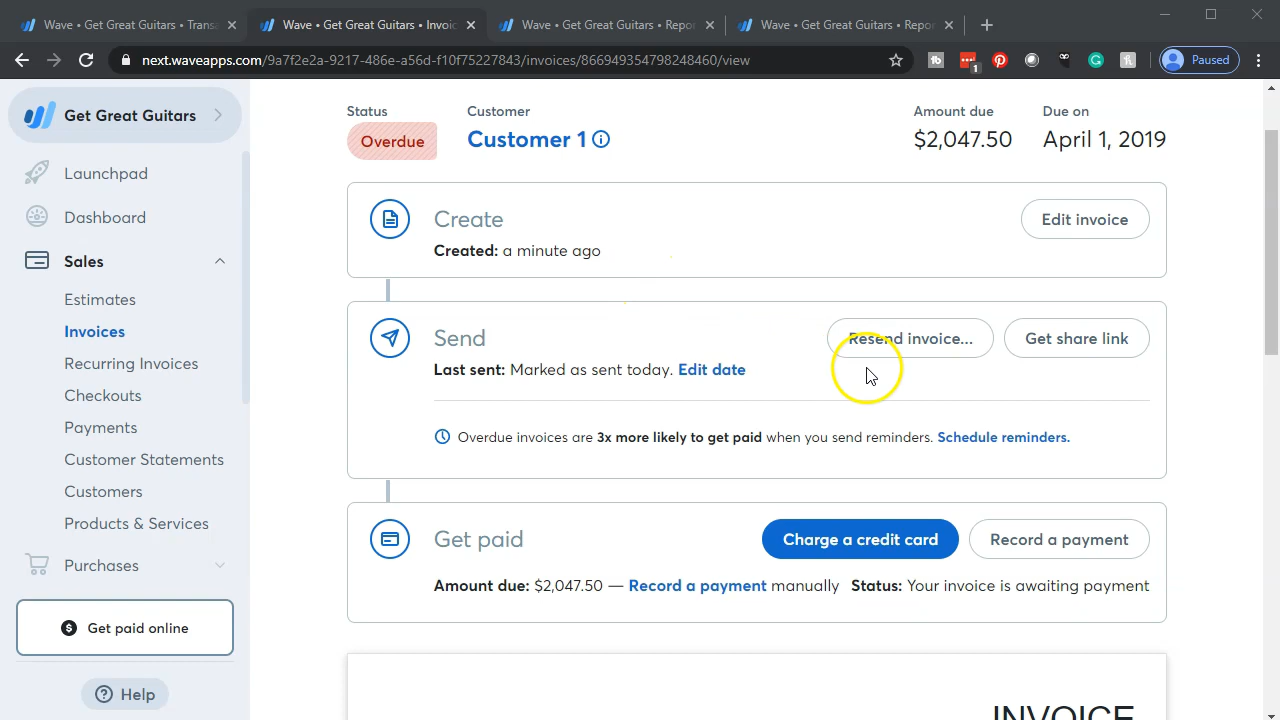 Wave • Get Great Guitars • Transa
Wave • Get Great Guitars • Invoic
Wave • Get Great Guitars • Repor
Wave • Get Great Guitars • Repor
next.waveapps.com/9a7f2e2a-9217-486e-a56d-f10f75227843/invoices/866949354798248460/view
1
Paused
Get Great Guitars
Launchpad
Dashboard
Sales
Estimates
Invoices
Recurring Invoices
Checkouts
Payments
Customer Statements
Customers
Products & Services
Purchases
Get paid online
Help
Status
Customer
Amount due
Due on
Overdue
Customer 1
$2,047.50
April 1, 2019
Create
Edit invoice
Created: a minute ago
Send
Resend invoice...
Get share link
Last sent: Marked as sent today. Edit date
Overdue invoices are 3x more likely to get paid when you send reminders. Schedule reminders.
Get paid
Charge a credit card
Record a payment
Amount due: $2,047.50 — Record a payment manually Status: Your invoice is awaiting payment
INVOICE